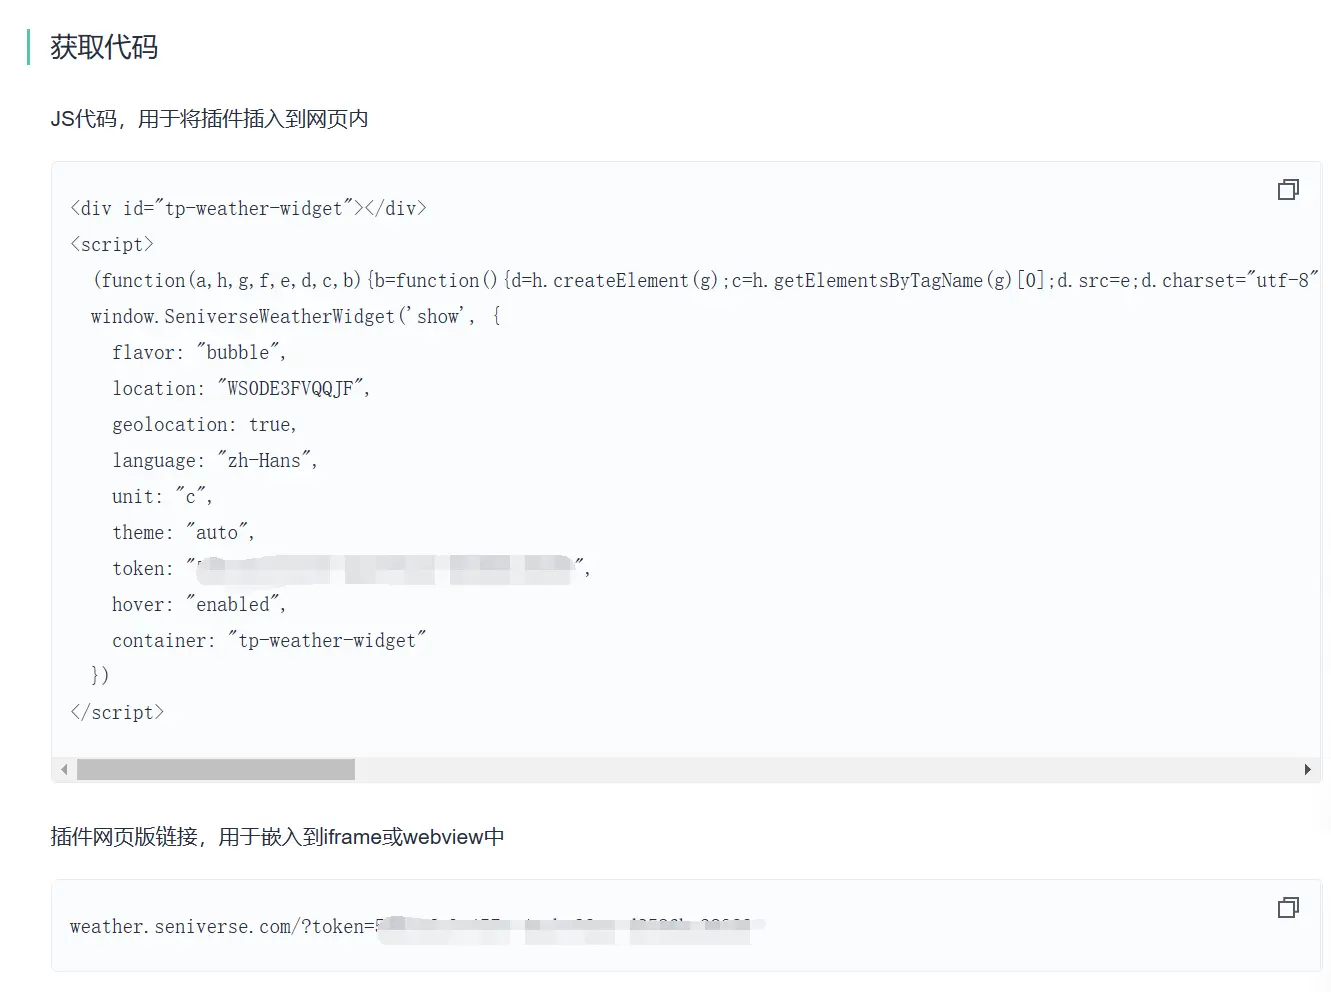 获取代码
JS代码，用于将插件插入到网页内
<div id="tp-weather-widget"></div>
<script>
(function(a,h,g,f,e,d,c,b){b=function(){d=h.createElement(g);c=h.getElementsByTagName(g)[0];d.src=e;d.charset="utf-8"
window.SeniverseWeatherWidget('show', {
flavor: "bubble",
location: "WS0DE3FVQQJF",
geolocation: true,
language: "zh-Hans",
unit: "c",
theme: "auto",
token: "",
hover: "enabled",
container: "tp-weather-widget"
})
</script>
插件网页版链接，用于嵌入到iframe或webview中
weather.seniverse.com/?token=